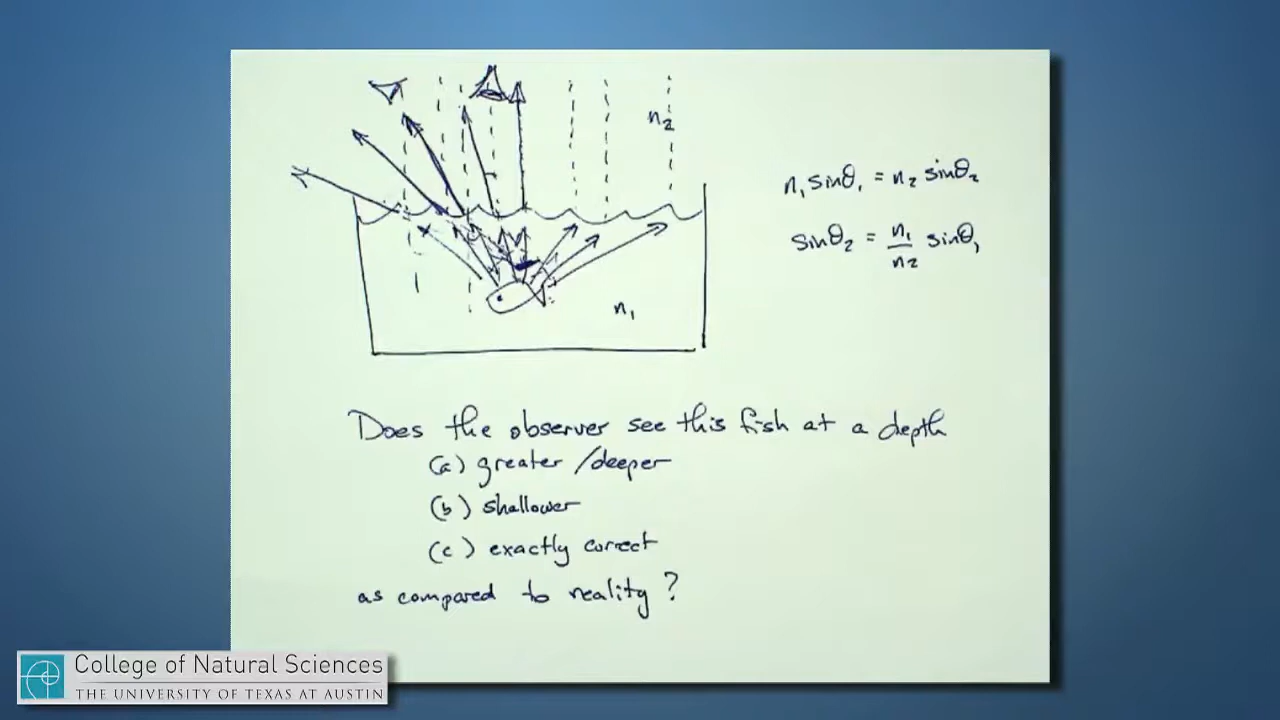 n₂
n₁ sinθ₁ = n₂ sinθ₂
sinθ₂ = n₁/n₂ sinθ₁
n₁
Does the observer see this fish at a depth
(a) greater /deeper
(b) shallower
(c) exactly correct
as compared to reality?
College of Natural Sciences
THE UNIVERSITY OF TEXAS AT AUSTIN